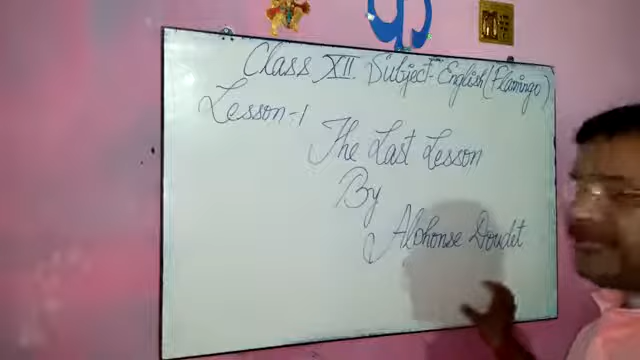 Class XII Subject-English (Flamingo)
Lesson-1
The Last Lesson
By
Alphonse Doudet